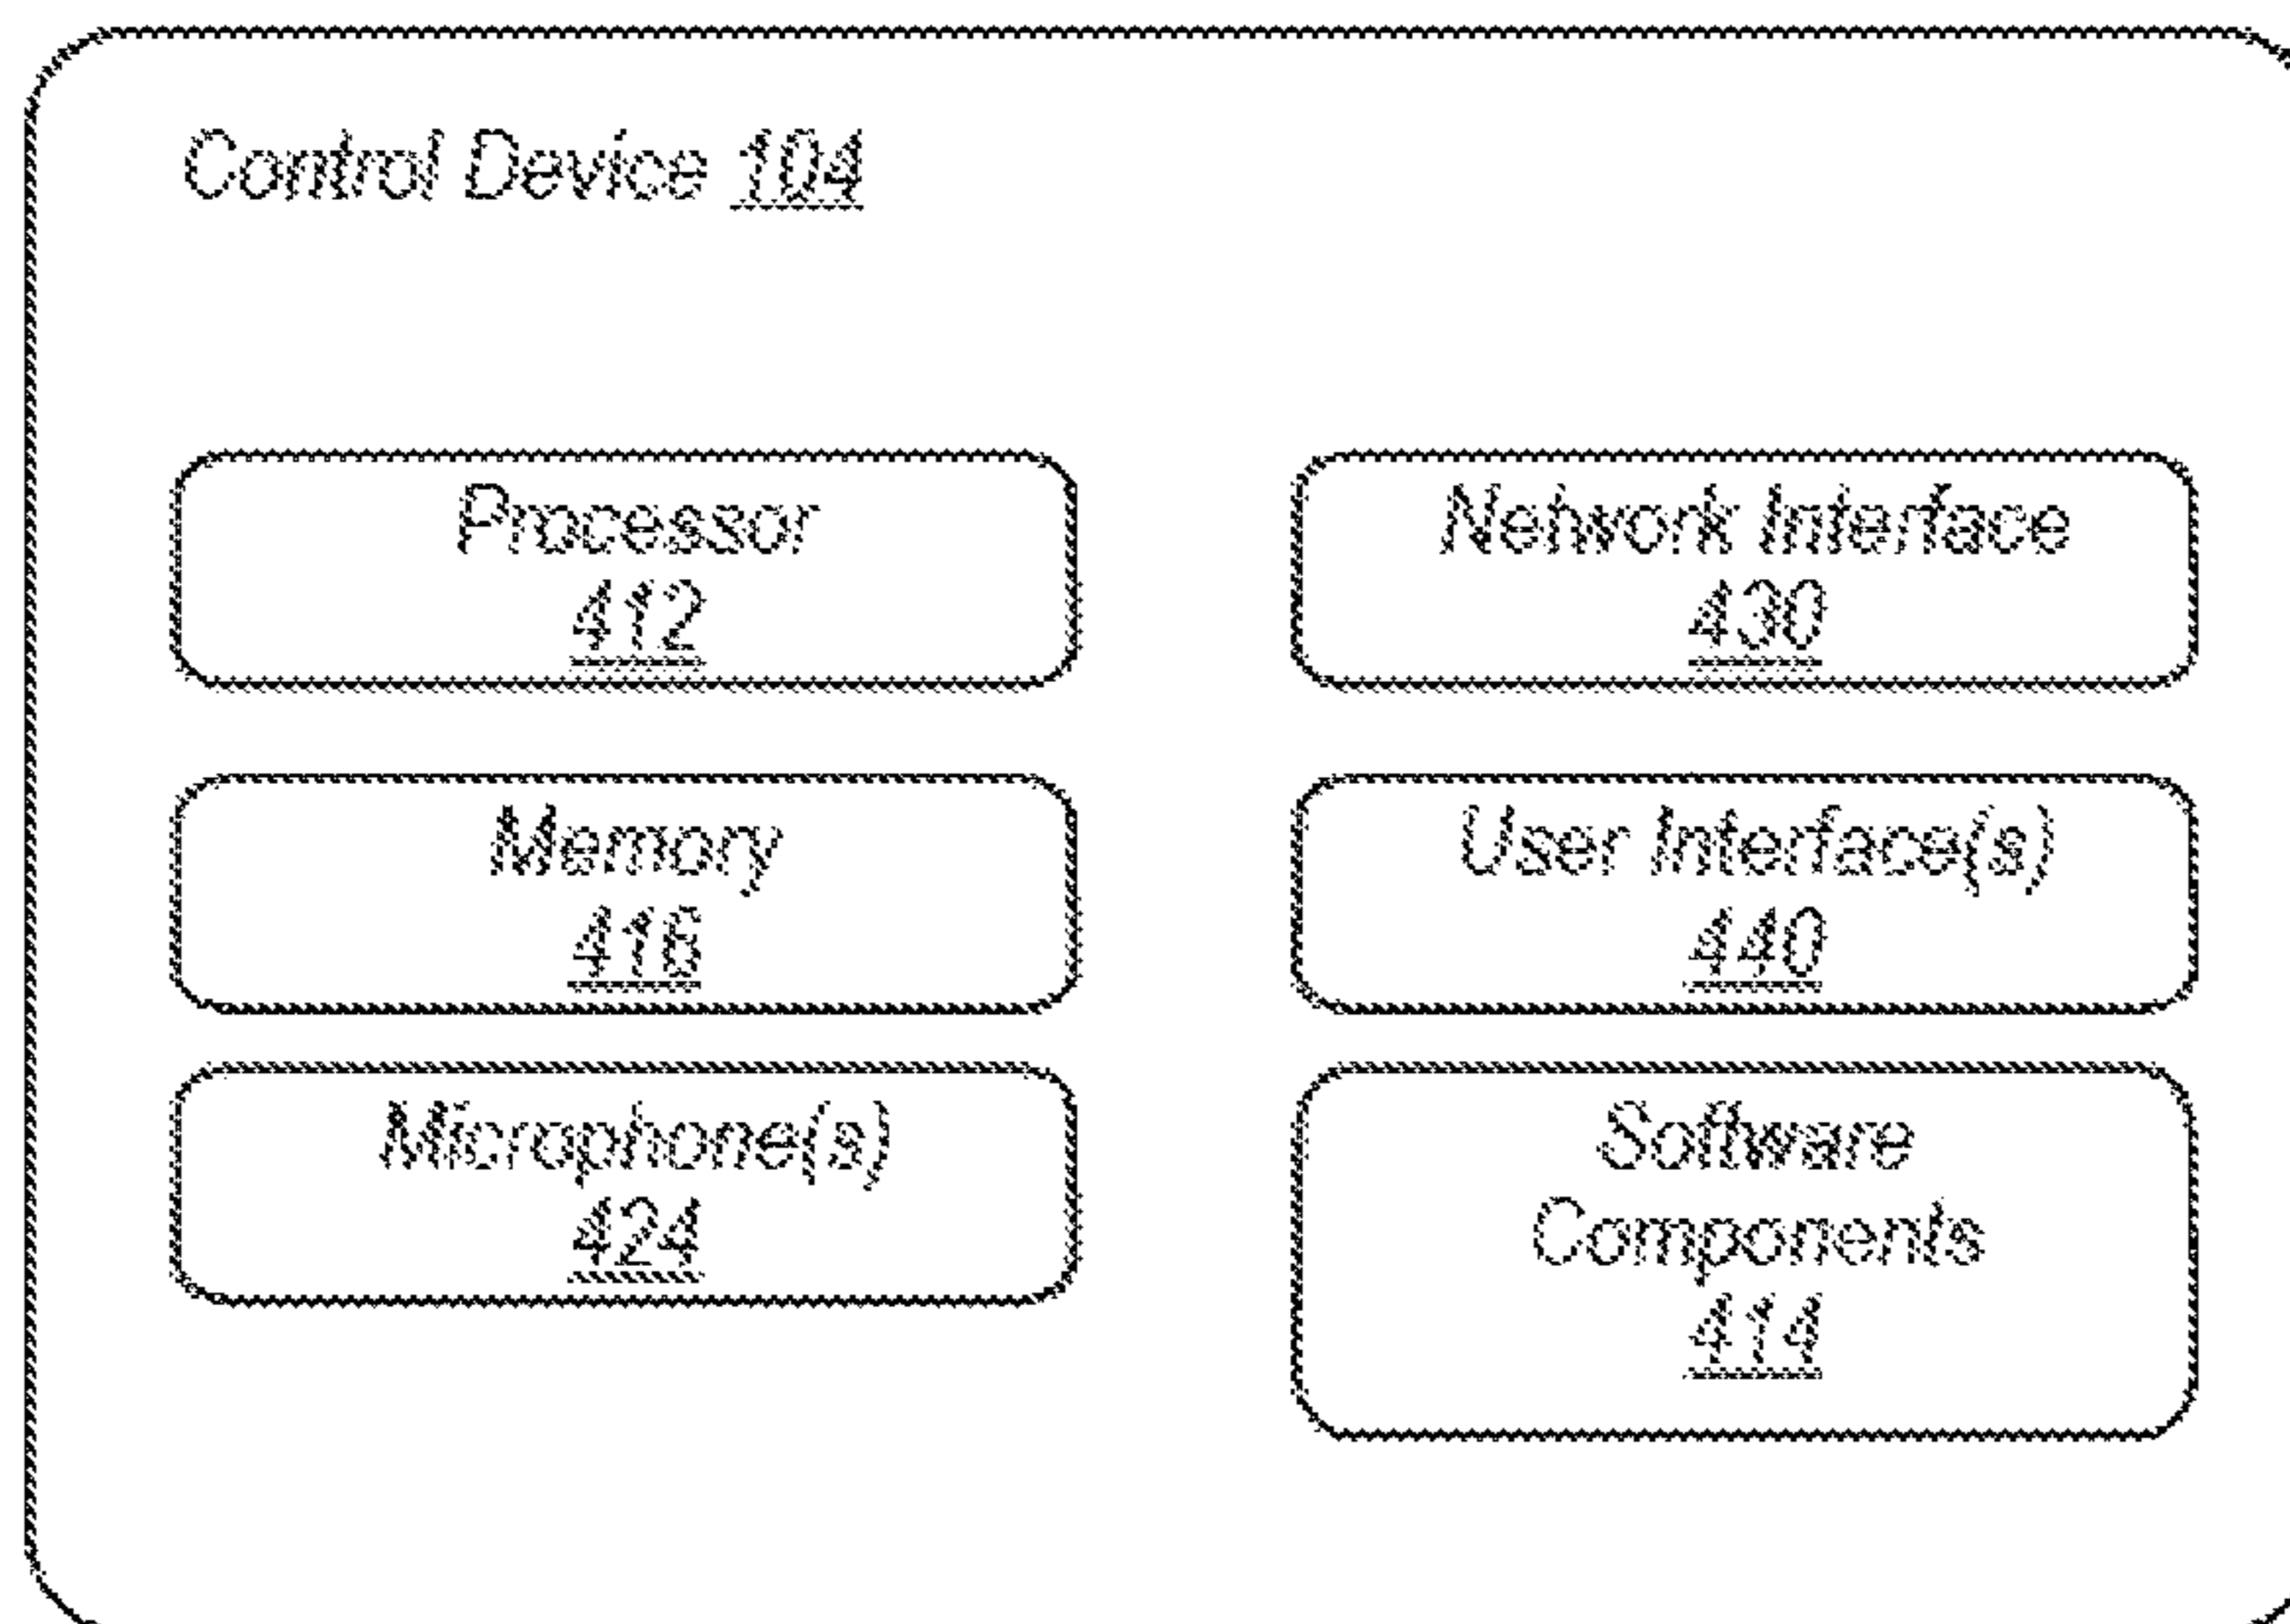 Control Device 104
Processor
412
Network Interface
430
Memory
416
User Interface(s)
440
Microphone(s)
424
Software
Components
414